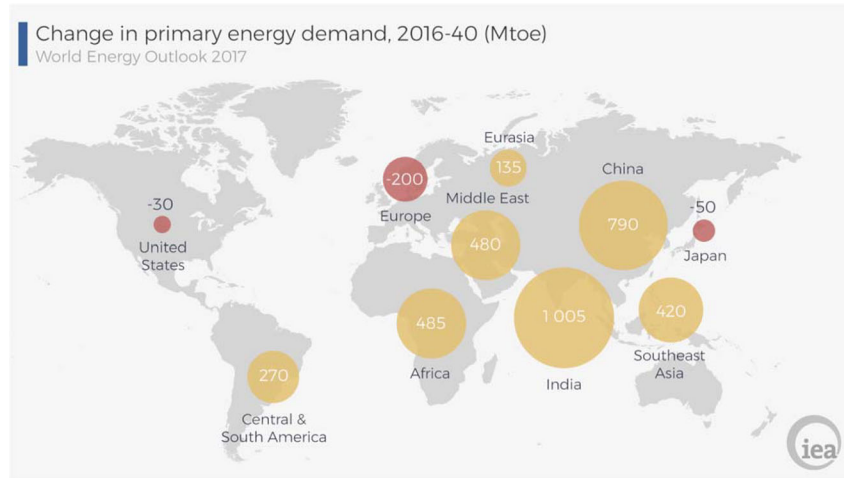 Change in primary energy demand, 2016-40 (Mtoe)
World Energy Outlook 2017
Eurasia
135
-200
Europe
China
790
Middle East
480
-30
United
States
-50
Japan
485
Africa
1 005
India
420
Southeast
Asia
270
Central &
South America
iea